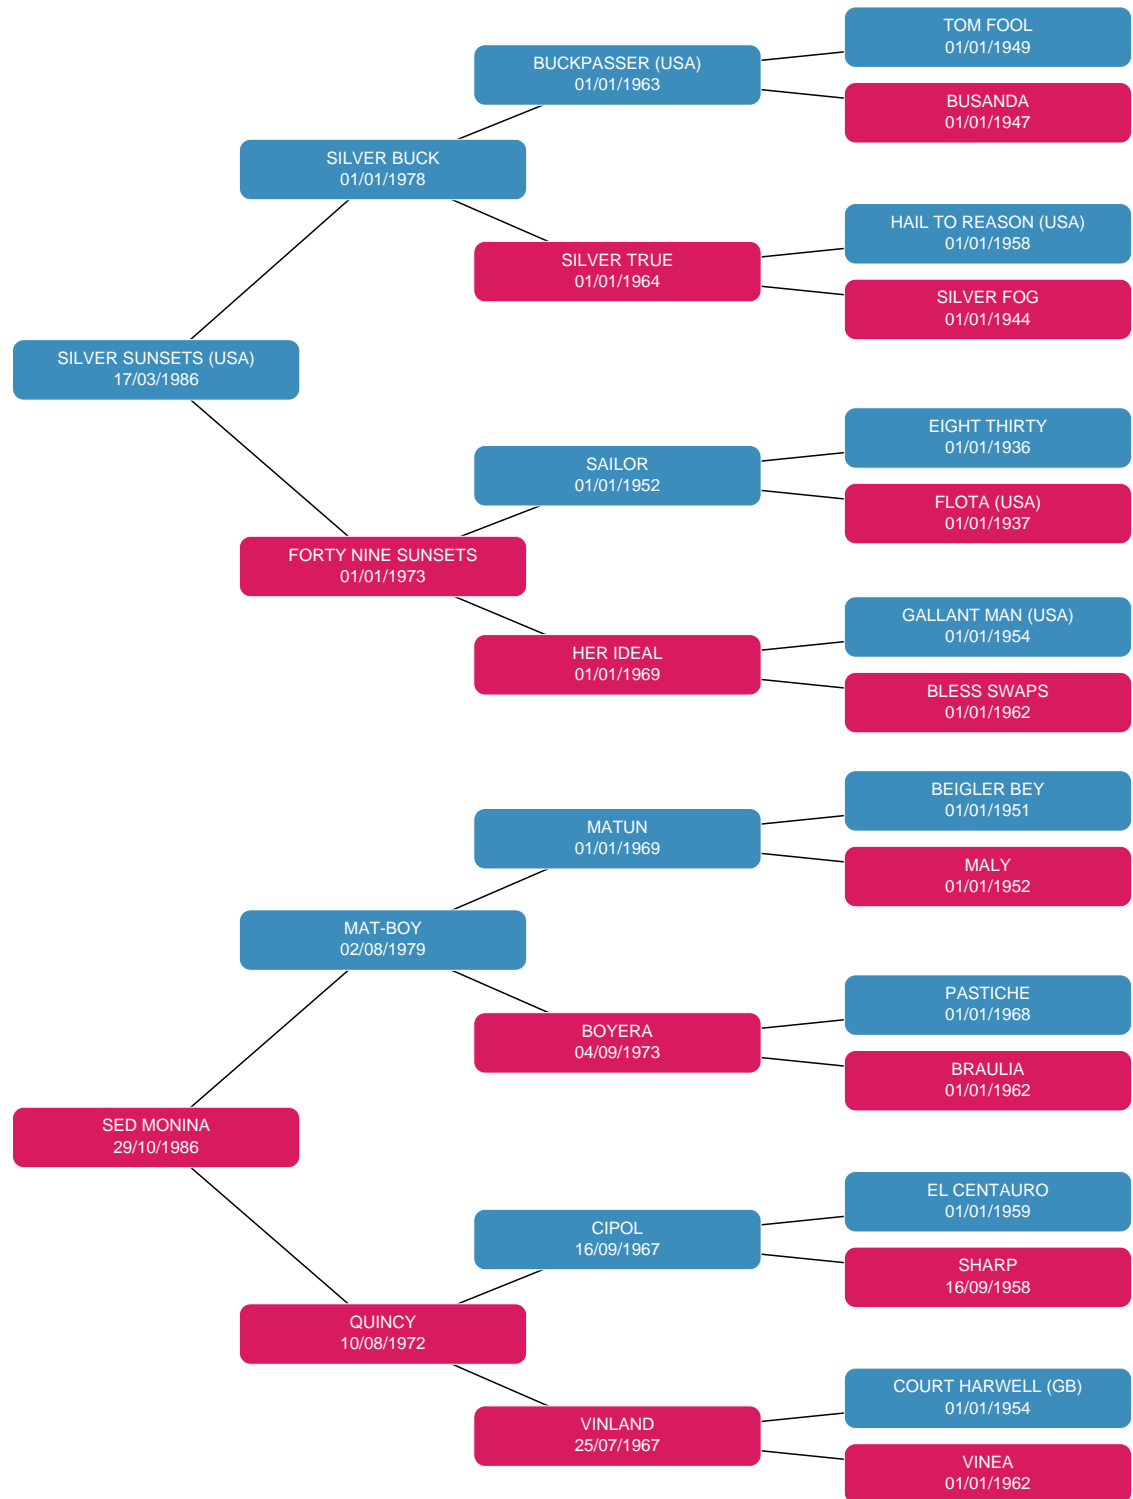 TOM FOOL
01/01/1949
BUCKPASSER (USA)
01/01/1963
BUSANDA
01/01/1947
SILVER BUCK
01/01/1978
HAIL TO REASON (USA)
01/01/1958
SILVER TRUE
01/01/1964
SILVER FOG
01/01/1944
SILVER SUNSETS (USA)
17/03/1986
EIGHT THIRTY
01/01/1936
SAILOR
01/01/1952
FLOTA (USA)
01/01/1937
FORTY NINE SUNSETS
01/01/1973
GALLANT MAN (USA)
01/01/1954
HER IDEAL
01/01/1969
BLESS SWAPS
01/01/1962
BEIGLER BEY
01/01/1951
MATUN
01/01/1969
MALY
01/01/1952
MAT-BOY
02/08/1979
PASTICHE
01/01/1968
BOYERA
04/09/1973
BRAULIA
01/01/1962
SED MONINA
29/10/1986
EL CENTAURO
01/01/1959
CIPOL
16/09/1967
SHARP
16/09/1958
QUINCY
10/08/1972
COURT HARWELL (GB)
01/01/1954
VINLAND
25/07/1967
VINEA
01/01/1962